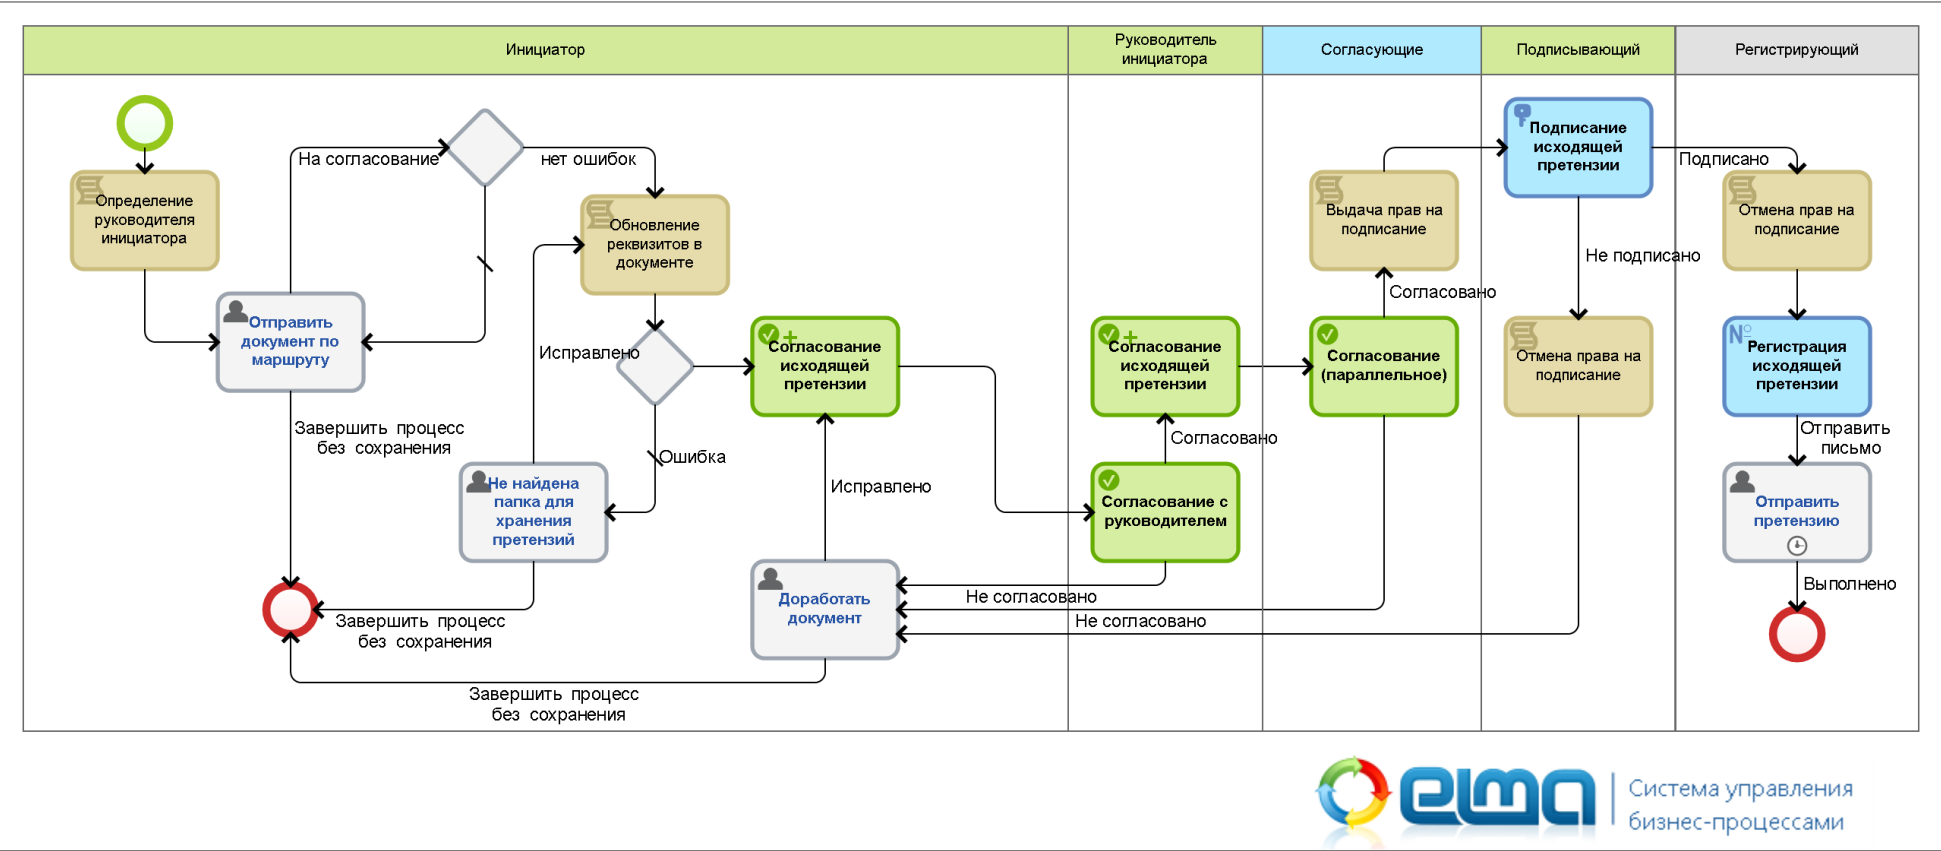 Инициатор
Руководитель
инициатора
Согласующие
Подписывающий
Регистрирующий
Определение
руководителя
инициатора
На согласование
нет ошибок
Отправить
документ по
маршруту
Обновление
реквизитов в
документе
Исправлено
Ошибка
Завершить процесс
без сохранения
Не найдена
папка для
хранения
претензий
Завершить процесс
без сохранения
Завершить процесс
без сохранения
Согласование
исходящей
претензии
Исправлено
Доработать
документ
Согласование
исходящей
претензии
Согласовано
Согласование с
руководителем
Не согласовано
Не согласовано
Выдача прав на
подписание
Согласовано
Согласование
(параллельное)
Подписание
исходящей
претензии
Подписано
Не подписано
Отмена права на
подписание
Отмена прав на
подписание
N°
Регистрация
исходящей
претензии
Отправить
письмо
Отправить
претензию
Выполнено
elma
Система управления
бизнес-процессами